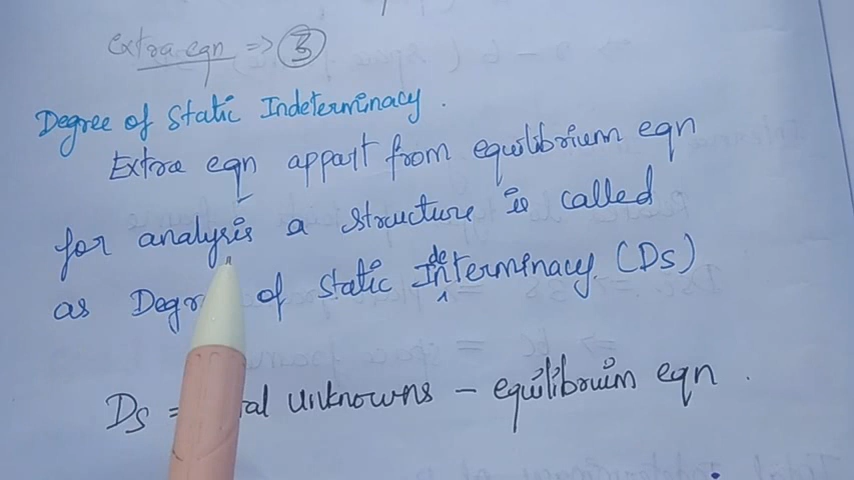 extra eqn => 3
Degree of Static Indeterminacy.
Extra eqn appart from equilibrium eqn
for analysis a structure is called
as Degr of Static Indeterminacy. (Ds)
Ds = al unknowns - equilibrium eqn.